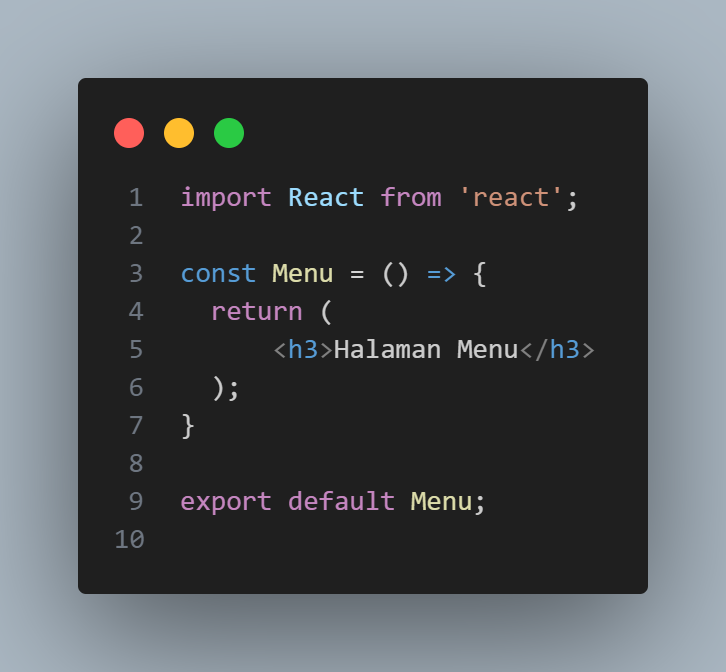 1 import React from 'react';
2
3 const Menu = () => {
4   return (
5       <h3>Halaman Menu</h3>
6   );
7 }
8
9 export default Menu;
10